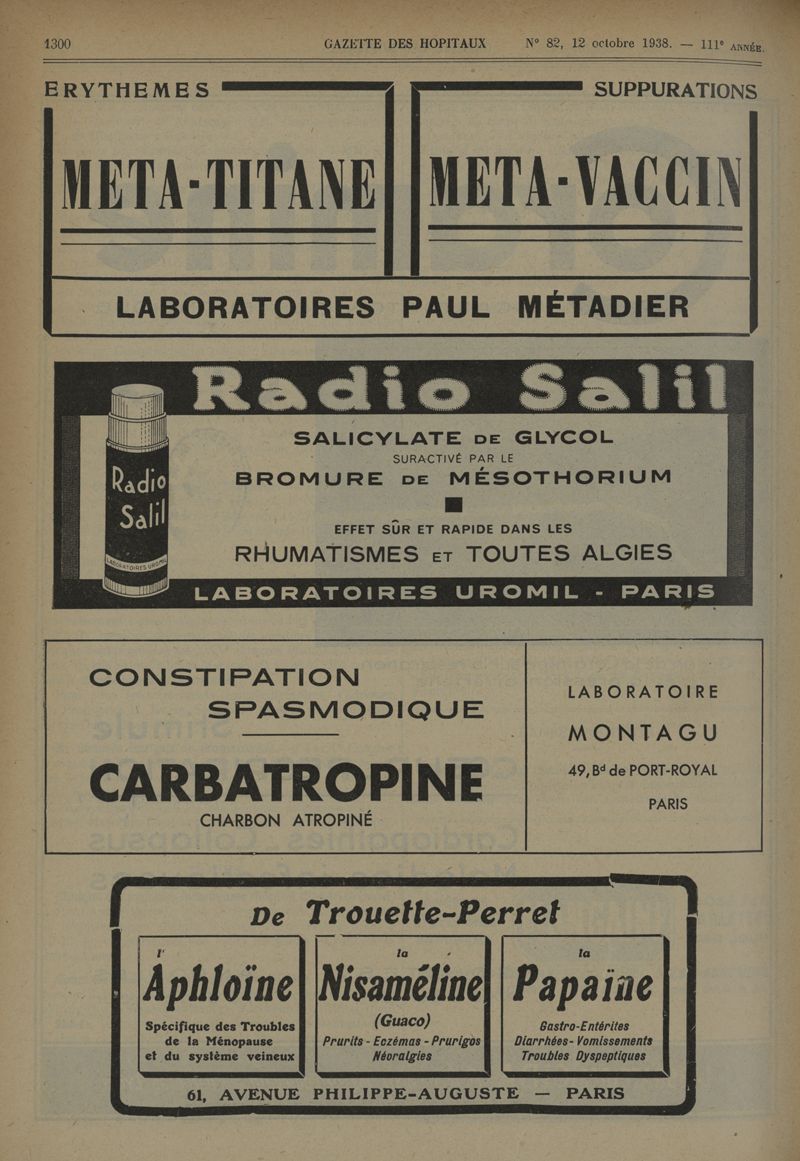 1300 GAZETTE DES HOPITAUX N° 82, 12 octobre 1938. — 111e ANNÉE.
ERYTHEMES SUPPURATIONS
META-TITANE META-VACCIN
LABORATOIRES PAUL MÉTADIER
Radio Salil
SALICYLATE DE GLYCOL
SURACTIVÉ PAR LE
BROMURE DE MÉSOTHORIUM
EFFET SÛR ET RAPIDE DANS LES
RHUMATISMES ET TOUTES ALGIES
LABORATOIRES UROMIL - PARIS
Radio
Salil
LABORATOIRES UROMIL
CONSTIPATION
SPASMODIQUE
CARBATROPINE
CHARBON ATROPINÉ
LABORATOIRE
MONTAGU
49, Bd de PORT-ROYAL
PARIS
De Trouette-Perret
l'
Aphloïne
Spécifique des Troubles
de la Ménopause
et du système veineux
la
Nisaméline
(Guaco)
Prurits - Eczémas - Prurigos
Névralgies
la
Papaïne
Gastro-Entérites
Diarrhées - Vomissements
Troubles Dyspeptiques
61, AVENUE PHILIPPE-AUGUSTE — PARIS